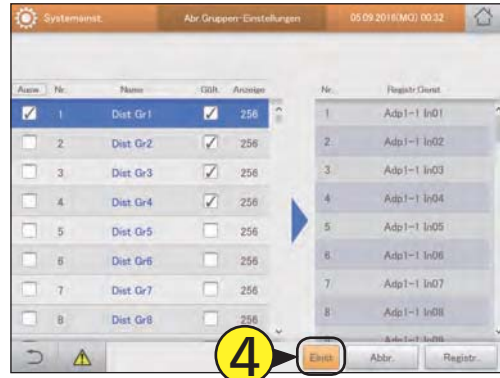 Systemeinst.
Abr.Gruppen-Einstellungen
05.09.2016(MO) 00:32
Ausw. Nr. Name Gült. Anzeige
1 Dist Gr1 256
2 Dist Gr2 256
3 Dist Gr3 256
4 Dist Gr4 256
5 Dist Gr5 256
6 Dist Gr6 256
7 Dist Gr7 256
8 Dist Gr8 256
Nr. Registr.Gerät
1 Adp1-1 In01
2 Adp1-1 In02
3 Adp1-1 In03
4 Adp1-1 In04
5 Adp1-1 In05
6 Adp1-1 In06
7 Adp1-1 In07
8 Adp1-1 In08
Adp1-1 In09
4
Einst. Abbr. Registr.